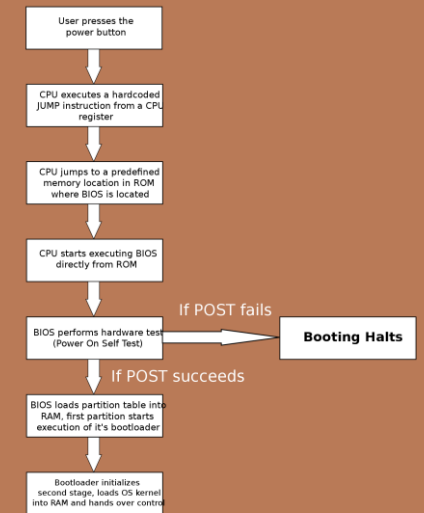 User presses the
power button
CPU executes a hardcoded
JUMP instruction from a CPU
register
CPU jumps to a predefined
memory location in ROM
where BIOS is located
CPU starts executing BIOS
directly from ROM
If POST fails
BIOS performs hardware test
(Power On Self Test)
Booting Halts
If POST succeeds
BIOS loads partition table into
RAM, first partition starts
execution of it's bootloader
Bootloader initializes
second stage, loads OS kernel
into RAM and hands over control